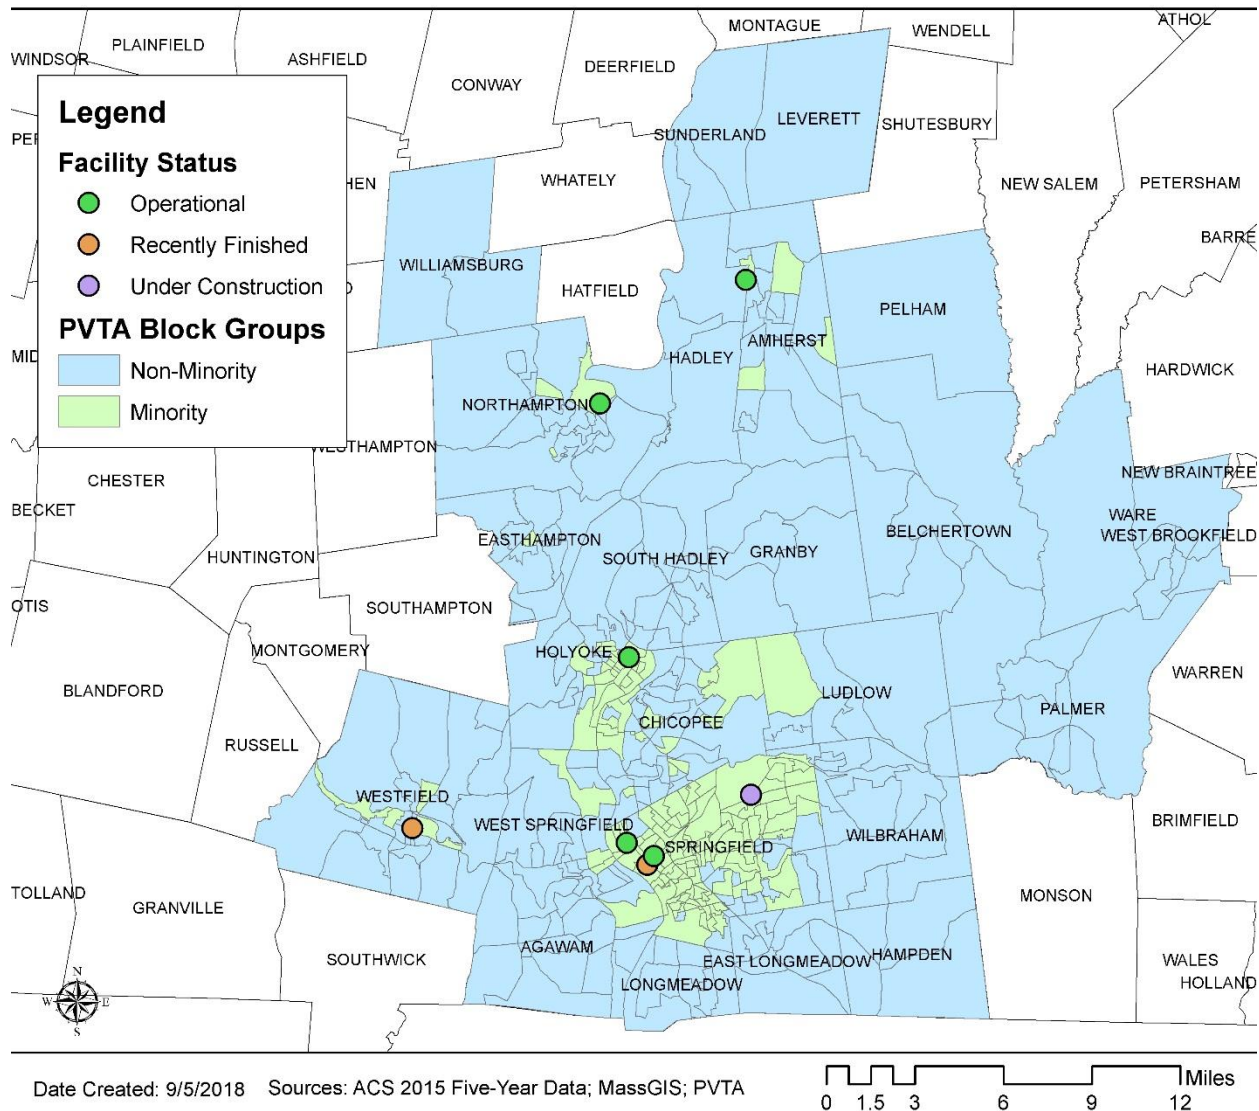 ATHOL
MONTAGUE
WENDELL
PLAINFIELD
WINDSOR
ASHFIELD
DEERFIELD
CONWAY
Legend
Facility Status
Operational
Recently Finished
Under Construction
PVTA Block Groups
Non-Minority
Minority
LEVERETT
SUNDERLAND
SHUTESBURY
WHATELY
NEW SALEM
PETERSHAM
BARRE
WILLIAMSBURG
HATFIELD
PELHAM
AMHERST
HADLEY
HARDWICK
NORTHAMPTON
CHESTER
NEW BRAINTREE
BECKET
WARE
WEST BROOKFIELD
BELCHERTOWN
EASTHAMPTON
GRANBY
SOUTH HADLEY
HUNTINGTON
OTIS
SOUTHAMPTON
MONTGOMERY
HOLYOKE
WARREN
BLANDFORD
LUDLOW
PALMER
CHICOPEE
RUSSELL
WESTFIELD
WEST SPRINGFIELD
WILBRAHAM
BRIMFIELD
SPRINGFIELD
TOLLAND
GRANVILLE
MONSON
AGAWAM
HAMPDEN
EAST LONGMEADOW
SOUTHWICK
WALES
LONGMEADOW
HOLLAND
N
W E
S
Date Created: 9/5/2018 Sources: ACS 2015 Five-Year Data; MassGIS; PVTA
Miles
0 1.5 3 6 9 12